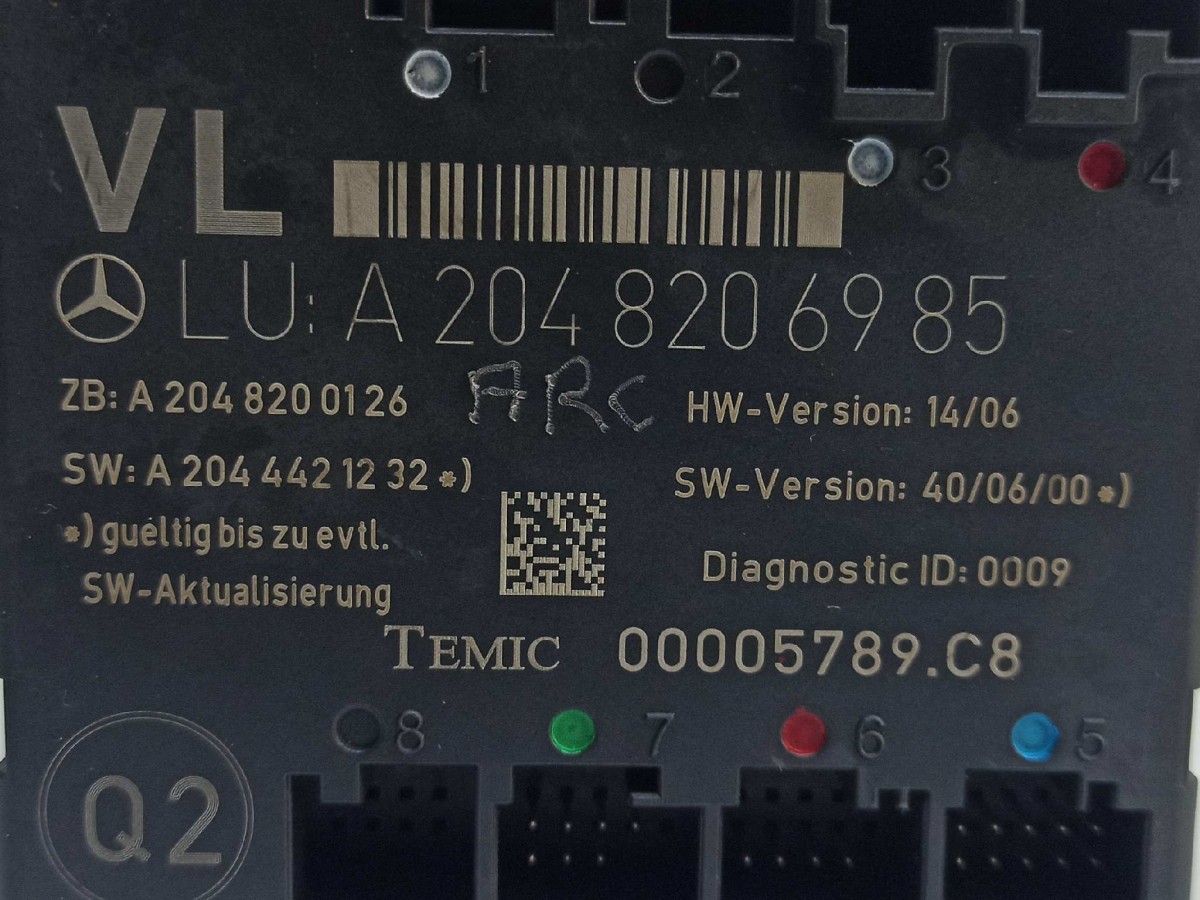 1 2
3 4
VL
LU: A 204 820 69 85
ZB: A 204 820 01 26
ARC
HW-Version: 14/06
SW: A 204 442 12 32 *)
SW-Version: 40/06/00 *)
*) gueltig bis zu evtl.
SW-Aktualisierung
Diagnostic ID: 0009
TEMIC 00005789.C8
8 7 6 5
Q2